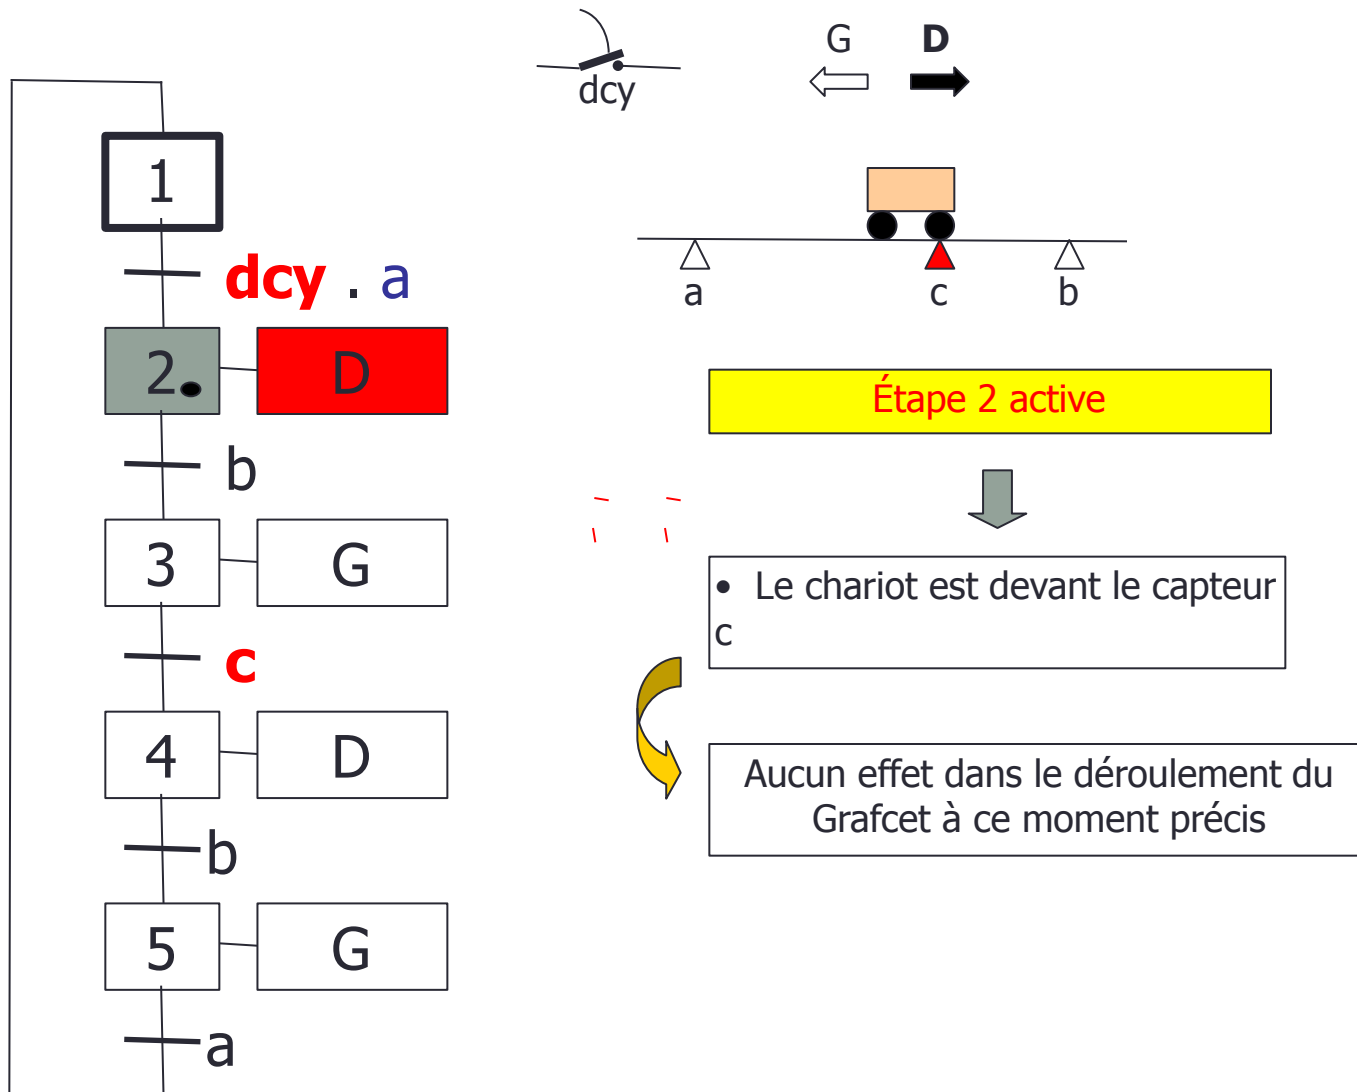 dcy
G D
1
dcy . a
a c b
2
D
Étape 2 active
b
3
G
• Le chariot est devant le capteur
c
c
4
D
Aucun effet dans le déroulement du
Grafcet à ce moment précis
b
5
G
a